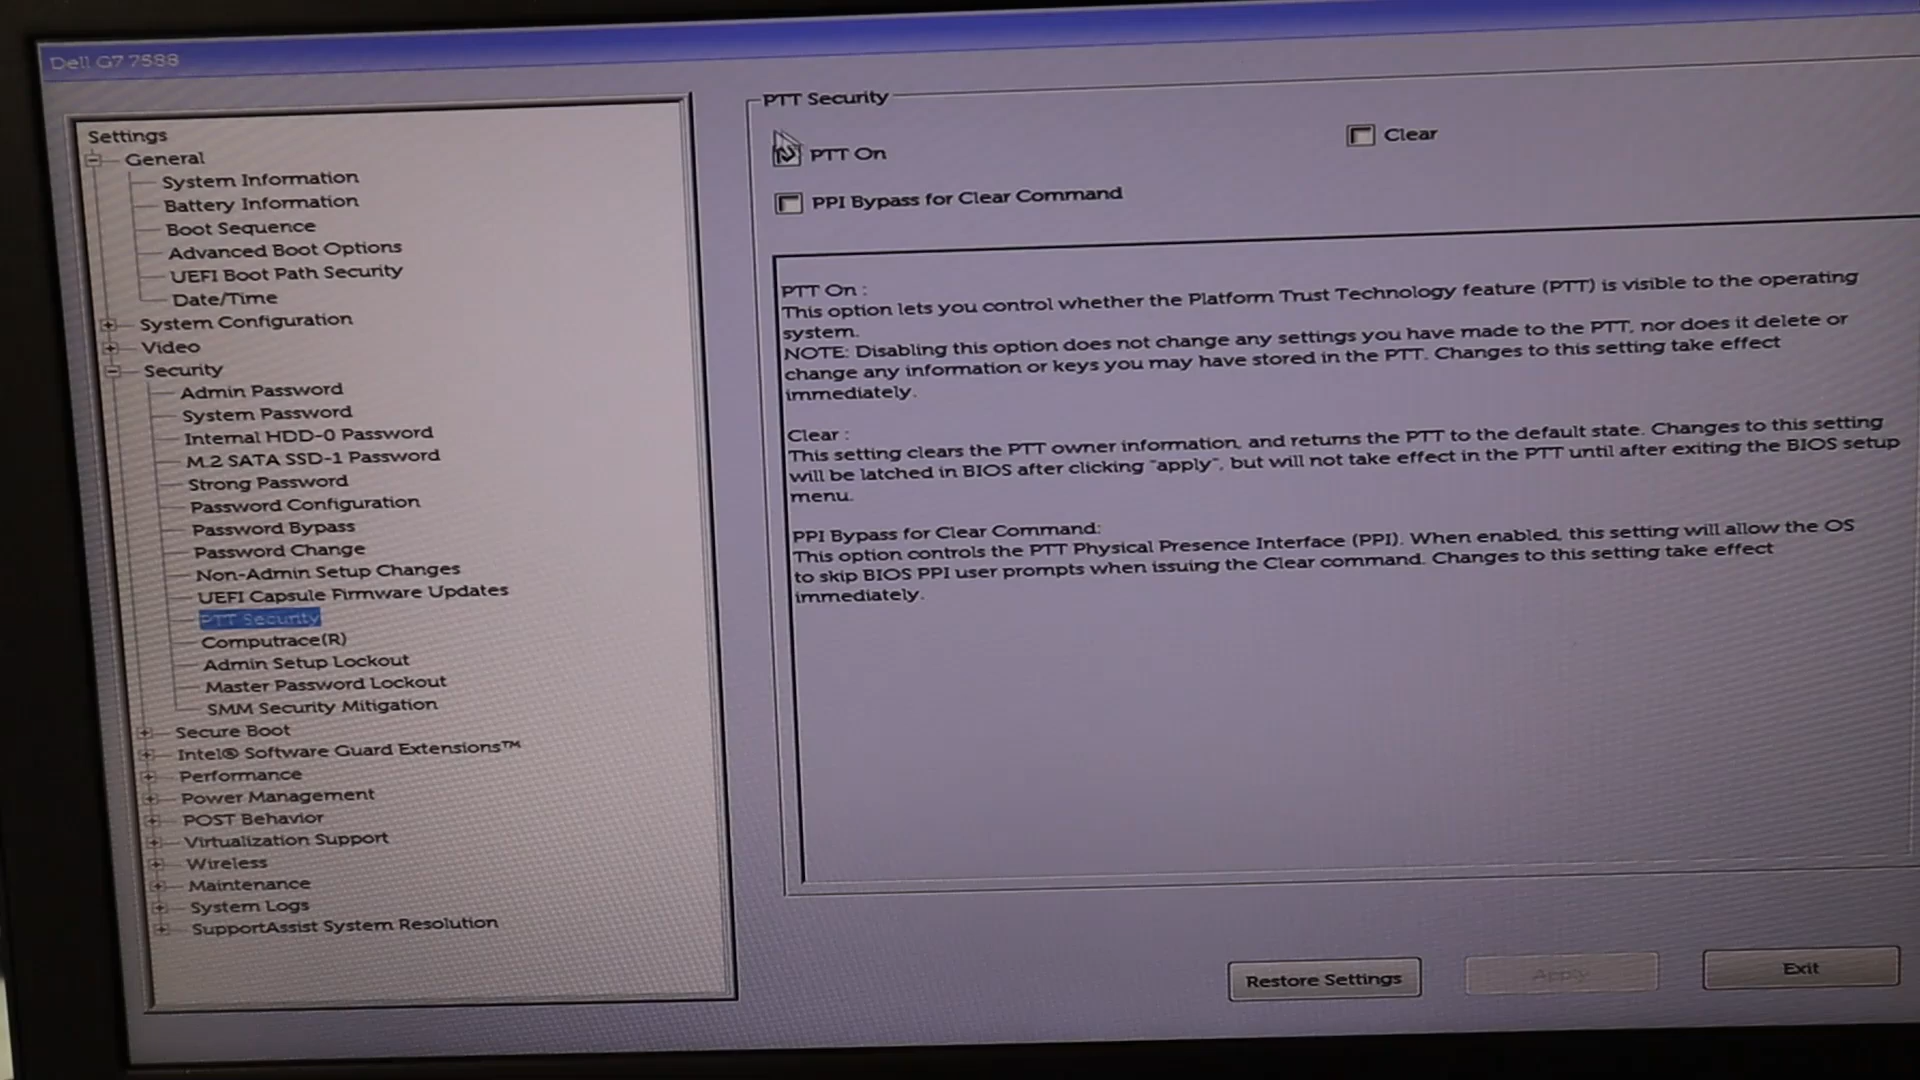 Dell G7 7588
Settings
General
System Information
Battery Information
Boot Sequence
Advanced Boot Options
UEFI Boot Path Security
Date/Time
System Configuration
Video
Security
Admin Password
System Password
Internal HDD-0 Password
M.2 SATA SSD-1 Password
Strong Password
Password Configuration
Password Bypass
Password Change
Non-Admin Setup Changes
UEFI Capsule Firmware Updates
PTT Security
Computrace(R)
Admin Setup Lockout
Master Password Lockout
SMM Security Mitigation
Secure Boot
Intel® Software Guard Extensions™
Performance
Power Management
POST Behavior
Virtualization Support
Wireless
Maintenance
System Logs
SupportAssist System Resolution
PTT Security
PTT On
Clear
PPI Bypass for Clear Command
PTT On :
This option lets you control whether the Platform Trust Technology feature (PTT) is visible to the operating
system.
NOTE: Disabling this option does not change any settings you have made to the PTT, nor does it delete or
change any information or keys you may have stored in the PTT. Changes to this setting take effect
immediately.
Clear :
This setting clears the PTT owner information, and returns the PTT to the default state. Changes to this setting
will be latched in BIOS after clicking "apply", but will not take effect in the PTT until after exiting the BIOS setup
menu.
PPI Bypass for Clear Command:
This option controls the PTT Physical Presence Interface (PPI). When enabled, this setting will allow the OS
to skip BIOS PPI user prompts when issuing the Clear command. Changes to this setting take effect
immediately.
Restore Settings
Apply
Exit